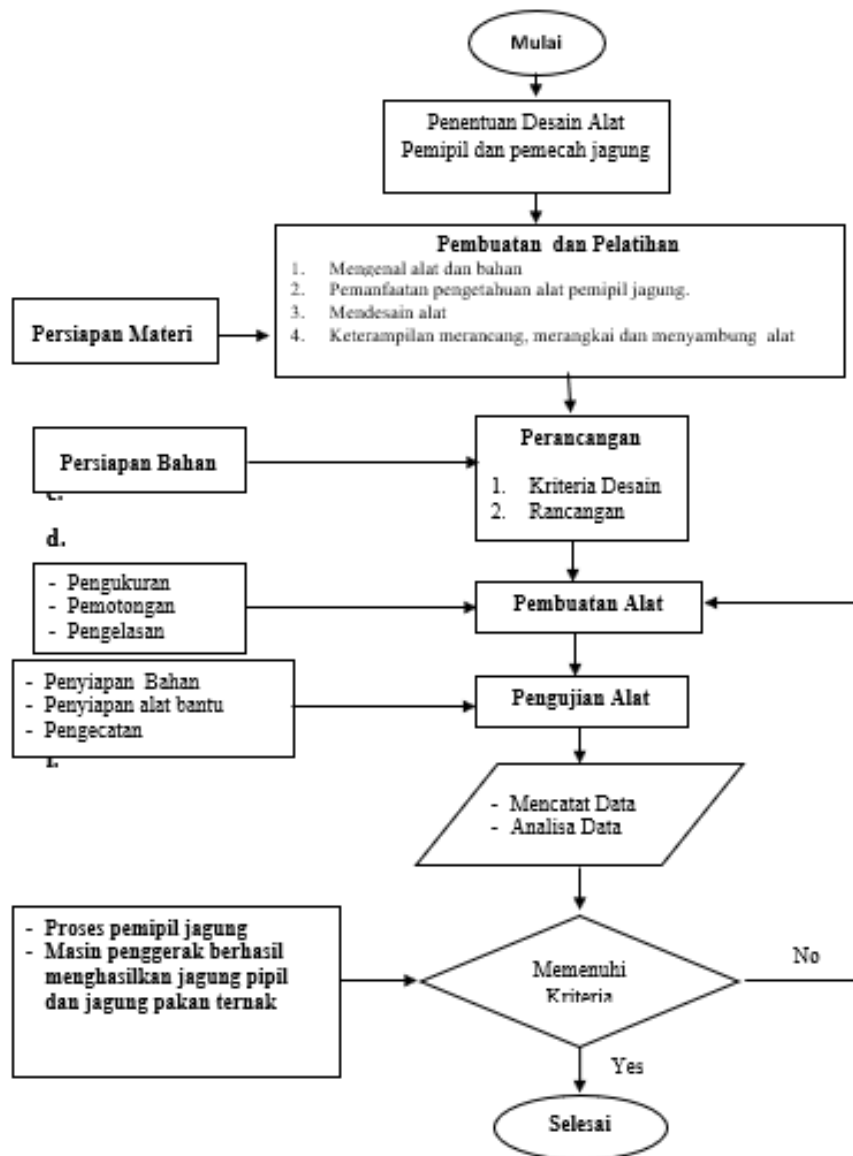 Mulai
Penentuan Desain Alat
Pemipil dan pemecah jagung
Pembuatan dan Pelatihan
1. Mengenal alat dan bahan
2. Pemanfaatan pengetahuan alat pemipil jagung.
3. Mendesain alat
4. Keterampilan merancang, merangkai dan menyambung alat
Persiapan Materi
Perancangan
1. Kriteria Desain
2. Rancangan
Persiapan Bahan
d.
- Pengukuran
- Pemotongan
- Pengelasan
Pembuatan Alat
- Penyiapan Bahan
- Penyiapan alat bantu
- Pengecatan
Pengujian Alat
- Mencatat Data
- Analisa Data
- Proses pemipil jagung
- Masin penggerak berhasil
menghasilkan jagung pipil
dan jagung pakan ternak
Memenuhi
Kriteria
No
Yes
Selesai